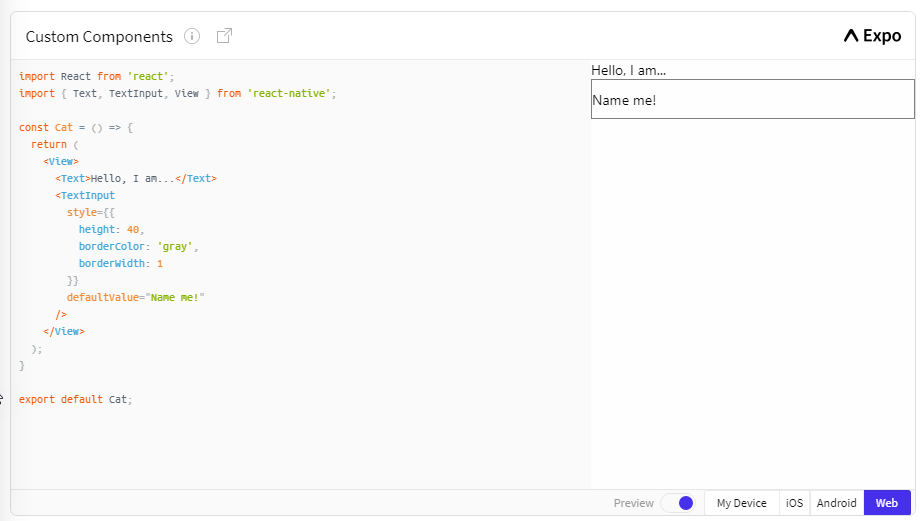 Custom Components
Expo
import React from 'react';
import { Text, TextInput, View } from 'react-native';
const Cat = () => {
return (
<View>
<Text>Hello, I am...</Text>
<TextInput
style={{
height: 40,
borderColor: 'gray',
borderWidth: 1
}}
defaultValue="Name me!"
/>
</View>
);
}
export default Cat;
Hello, I am...
Name me!
Preview My Device iOS Android Web